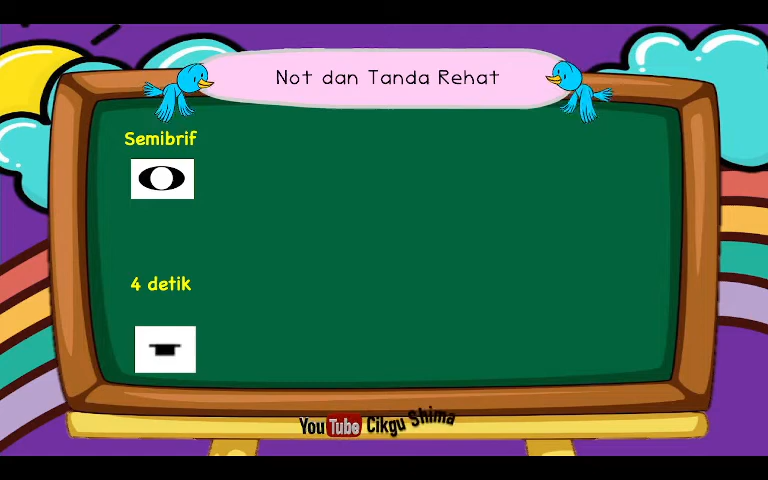 Not dan Tanda Rehat
Semibrif
4 detik
YouTube Cikgu Shima